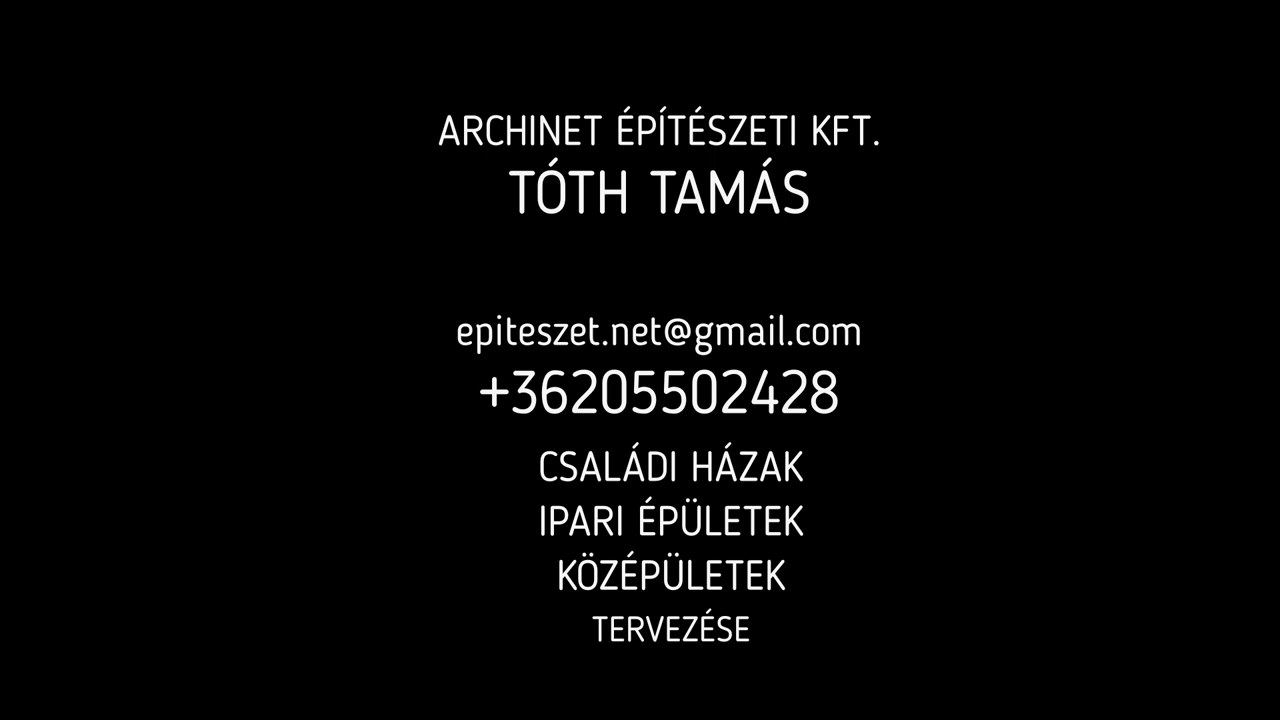 ARCHINET ÉPÍTÉSZETI KFT.
TÓTH TAMÁS
epiteszet.net@gmail.com
+36205502428
CSALÁDI HÁZAK
IPARI ÉPÜLETEK
KÖZÉPÜLETEK
TERVEZÉSE